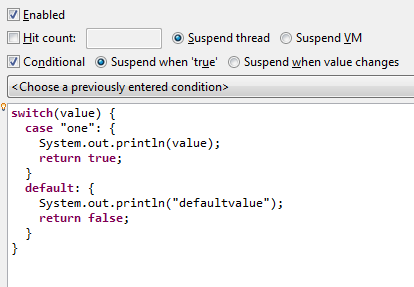 Enabled
Hit count: Suspend thread Suspend VM
Conditional Suspend when 'true' Suspend when value changes
<Choose a previously entered condition>
switch(value) {
  case "one": {
    System.out.println(value);
    return true;
  }
  default: {
    System.out.println("defaultvalue");
    return false;
  }
}